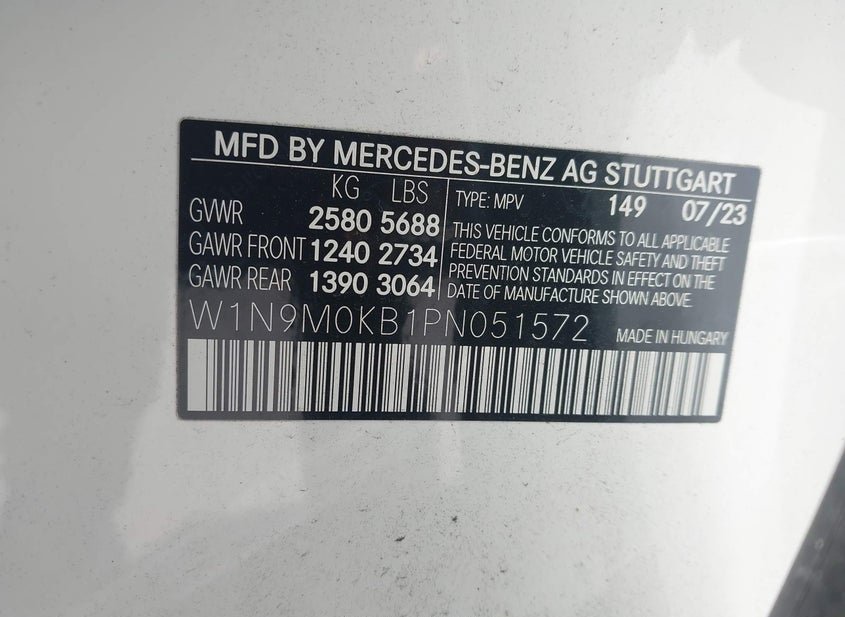 MFD BY MERCEDES-BENZ AG STUTTGART
KG LBS
GVWR 2580 5688
GAWR FRONT 1240 2734
GAWR REAR 1390 3064
TYPE: MPV 149 07/23
THIS VEHICLE CONFORMS TO ALL APPLICABLE
FEDERAL MOTOR VEHICLE SAFETY AND THEFT
PREVENTION STANDARDS IN EFFECT ON THE
DATE OF MANUFACTURE SHOWN ABOVE.
W1N9M0KB1PN051572
MADE IN HUNGARY